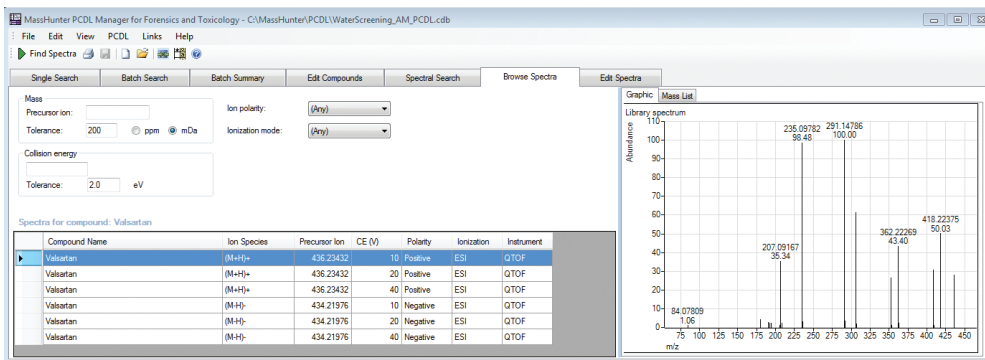 MassHunter PCDL Manager for Forensics and Toxicology - C:\MassHunter\PCDL\WaterScreening_AM_PCDL.cdb
File Edit View PCDL Links Help
Find Spectra
Single Search Batch Search Batch Summary Edit Compounds Spectral Search Browse Spectra Edit Spectra
Mass
Precursor ion:
Tolerance: 200 ppm mDa
Ion polarity: (Any)
Ionization mode: (Any)
Collision energy
Tolerance: 2.0 eV
Spectra for compound: Valsartan
Compound Name Ion Species Precursor Ion CE (V) Polarity Ionization Instrument
Valsartan (M+H)+ 436.23432 10 Positive ESI QTOF
Valsartan (M+H)+ 436.23432 20 Positive ESI QTOF
Valsartan (M+H)+ 436.23432 40 Positive ESI QTOF
Valsartan (M-H)- 434.21976 10 Negative ESI QTOF
Valsartan (M-H)- 434.21976 20 Negative ESI QTOF
Valsartan (M-H)- 434.21976 40 Negative ESI QTOF
Graphic Mass List
Library spectrum
Abundance
110
100
90
80
70
60
50
40
30
20
10
0
235.09782
98.48
291.14786
100.00
418.22375
50.03
362.22269
43.40
207.09167
35.34
84.07809
1.06
75 100 125 150 175 200 225 250 275 300 325 350 375 400 425 450
m/z